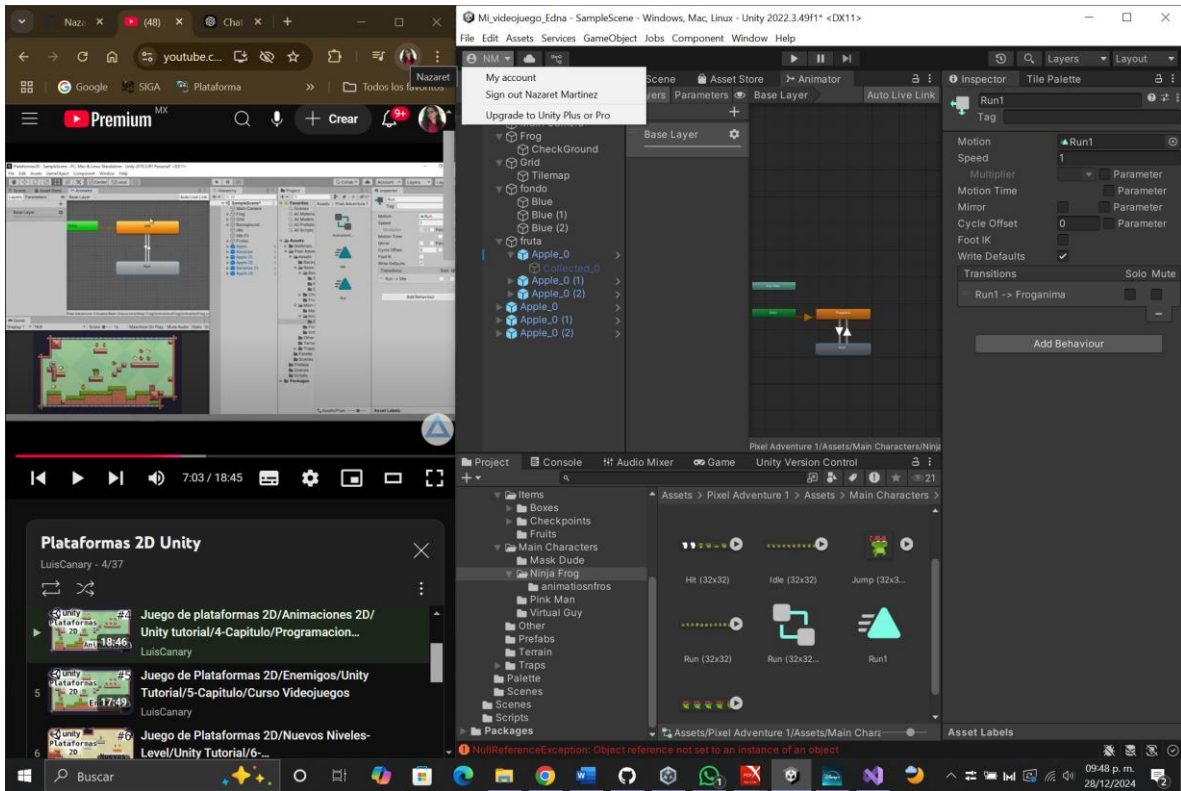 Naza
(48)
Chat
youtube.c...
Google
SIGA
Plataforma
Todos los favoritos
Nazaret
Premium MX
Crear
9+
7:03 / 18:45
Plataformas 2D Unity
LuisCanary - 4/37
Juego de plataformas 2D/Animaciones 2D/
Unity tutorial/4-Capitulo/Programacion...
LuisCanary
18:46
#4
5
Juego de Plataformas 2D/Enemigos/Unity
Tutorial/5-Capitulo/Curso Videojuegos
LuisCanary
17:49
#5
6
Juego de Plataformas 2D/Nuevos Niveles-
Level/Unity Tutorial/6-...
#6
Mi_videojuego_Edna - SampleScene - Windows, Mac, Linux - Unity 2022.3.49f1* <DX11>
File Edit Assets Services GameObject Jobs Component Window Help
NM
Layers
Layout
My account
Sign out Nazaret Martinez
Upgrade to Unity Plus or Pro
Scene
Asset Store
Animator
Parameters
Base Layer
Auto Live Link
Base Layer
Frog
CheckGround
Grid
Tilemap
fondo
Blue
Blue (1)
Blue (2)
fruta
Apple_0
Collected_0
Apple_0 (1)
Apple_0 (2)
Apple_0
Apple_0 (1)
Apple_0 (2)
Pixel Adventure 1/Assets/Main Characters/Ninja
Inspector
Tile Palette
Run1
Tag
Motion
Run1
Speed
1
Multiplier
Parameter
Motion Time
Parameter
Mirror
Parameter
Cycle Offset
0
Parameter
Foot IK
Write Defaults
Transitions
Solo Mute
Run1 -> Froganima
Add Behaviour
Asset Labels
Project
Console
Audio Mixer
Game
Unity Version Control
21
Items
Boxes
Checkpoints
Fruits
Main Characters
Mask Dude
Ninja Frog
animatiosnfros
Pink Man
Virtual Guy
Other
Prefabs
Terrain
Traps
Palette
Scenes
Scenes
Scripts
Packages
Assets > Pixel Adventure 1 > Assets > Main Characters >
Hit (32x32)
Idle (32x32)
Jump (32x3...
Run (32x32)
Run (32x32...
Run1
Assets/Pixel Adventure 1/Assets/Main Chara
NullReferenceException: Object reference not set to an instance of an object
Buscar
09:48 p. m.
28/12/2024